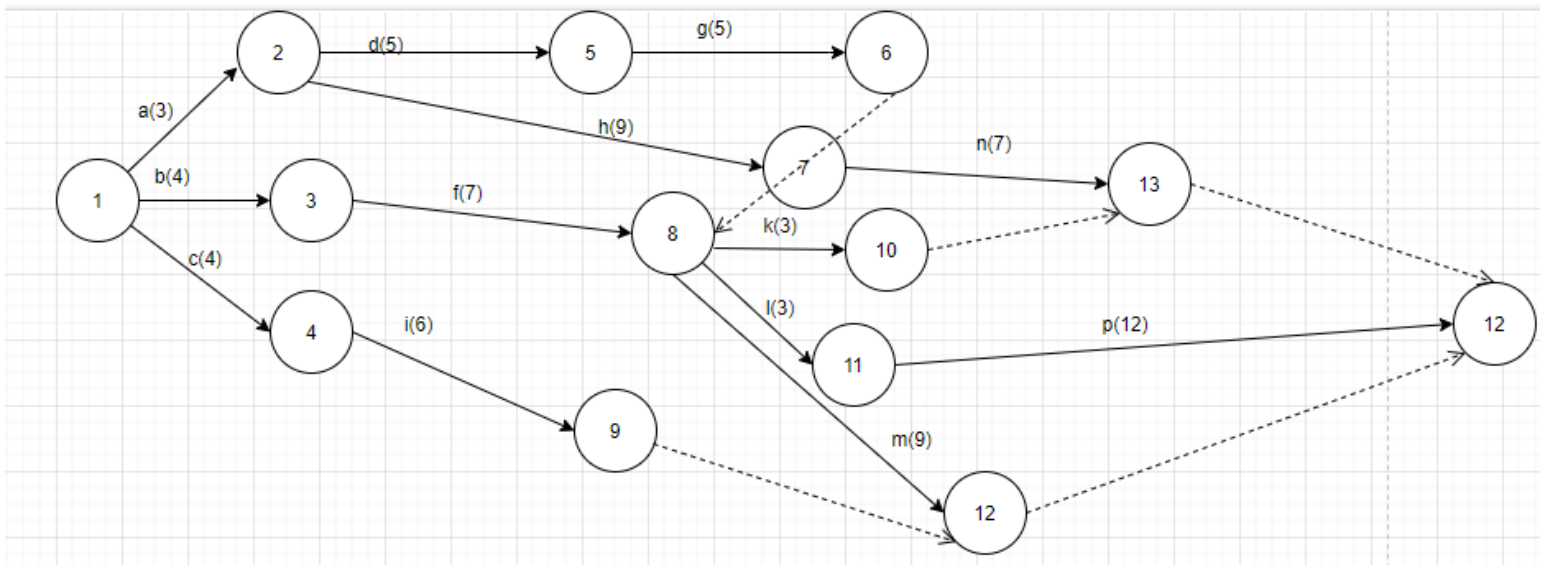 2
d(5)
5
g(5)
6
a(3)
h(9)
7
n(7)
13
1
b(4)
3
f(7)
8
k(3)
10
c(4)
4
i(6)
l(3)
11
p(12)
12
9
m(9)
12